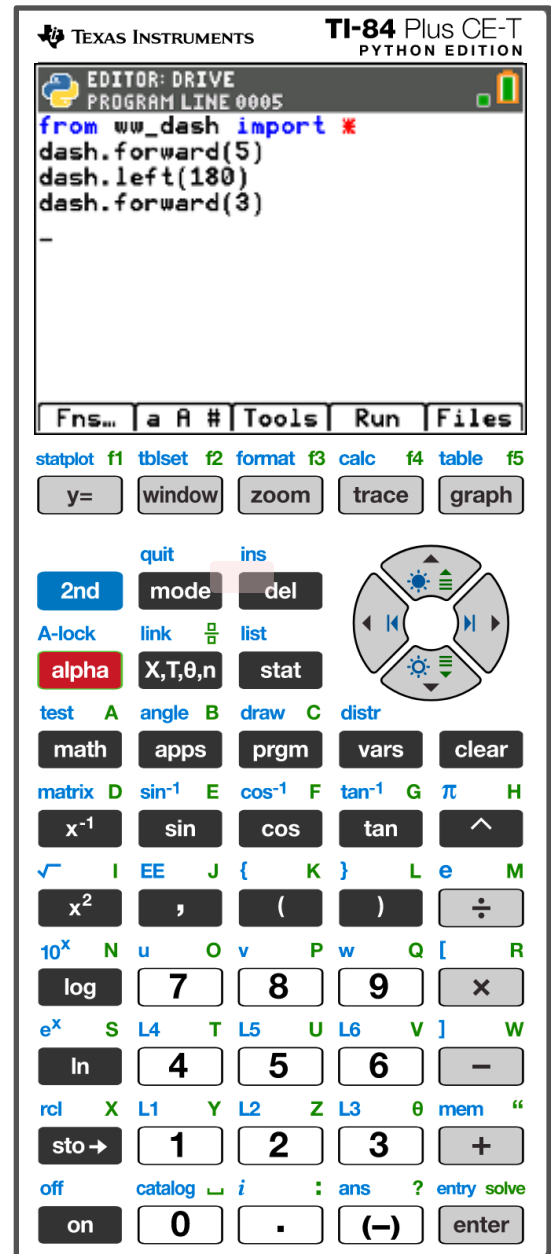 TEXAS INSTRUMENTS
TI-84 Plus CE-T
PYTHON EDITION
EDITOR: DRIVE
PROGRAM LINE 0005
from ww_dash import *
dash.forward(5)
dash.left(180)
dash.forward(3)
_
Fns… a A # Tools Run Files
statplot f1 tblset f2 format f3 calc f4 table f5
y= window zoom trace graph
quit ins
2nd mode del
A-lock link list
alpha X,T,θ,n stat
test A angle B draw C distr
math apps prgm vars clear
matrix D sin-1 E cos-1 F tan-1 G π H
x-1 sin cos tan ^
√ I EE J { K } L e M
x2 , ( ) ÷
10x N u O v P w Q [ R
log 7 8 9 ×
ex S L4 T L5 U L6 V ] W
ln 4 5 6 −
rcl X L1 Y L2 Z L3 θ mem “
sto→ 1 2 3 +
off catalog ⎵ i : ans ? entry solve
on 0 . (−) enter